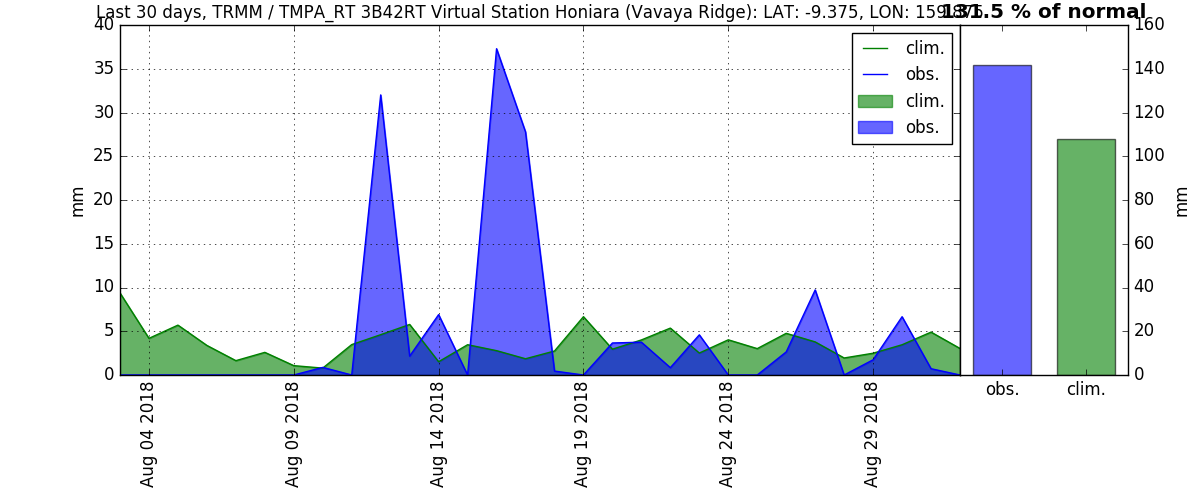 Last 30 days, TRMM / TMPA_RT 3B42RT Virtual Station Honiara (Vavaya Ridge): LAT: -9.375, LON:
131.5 % of normal
40
35
30
25
20
15
10
5
0
mm
clim.
obs.
clim.
obs.
160
140
120
100
80
60
40
20
0
mm
obs.
clim.
Aug 04 2018
Aug 09 2018
Aug 14 2018
Aug 19 2018
Aug 24 2018
Aug 29 2018